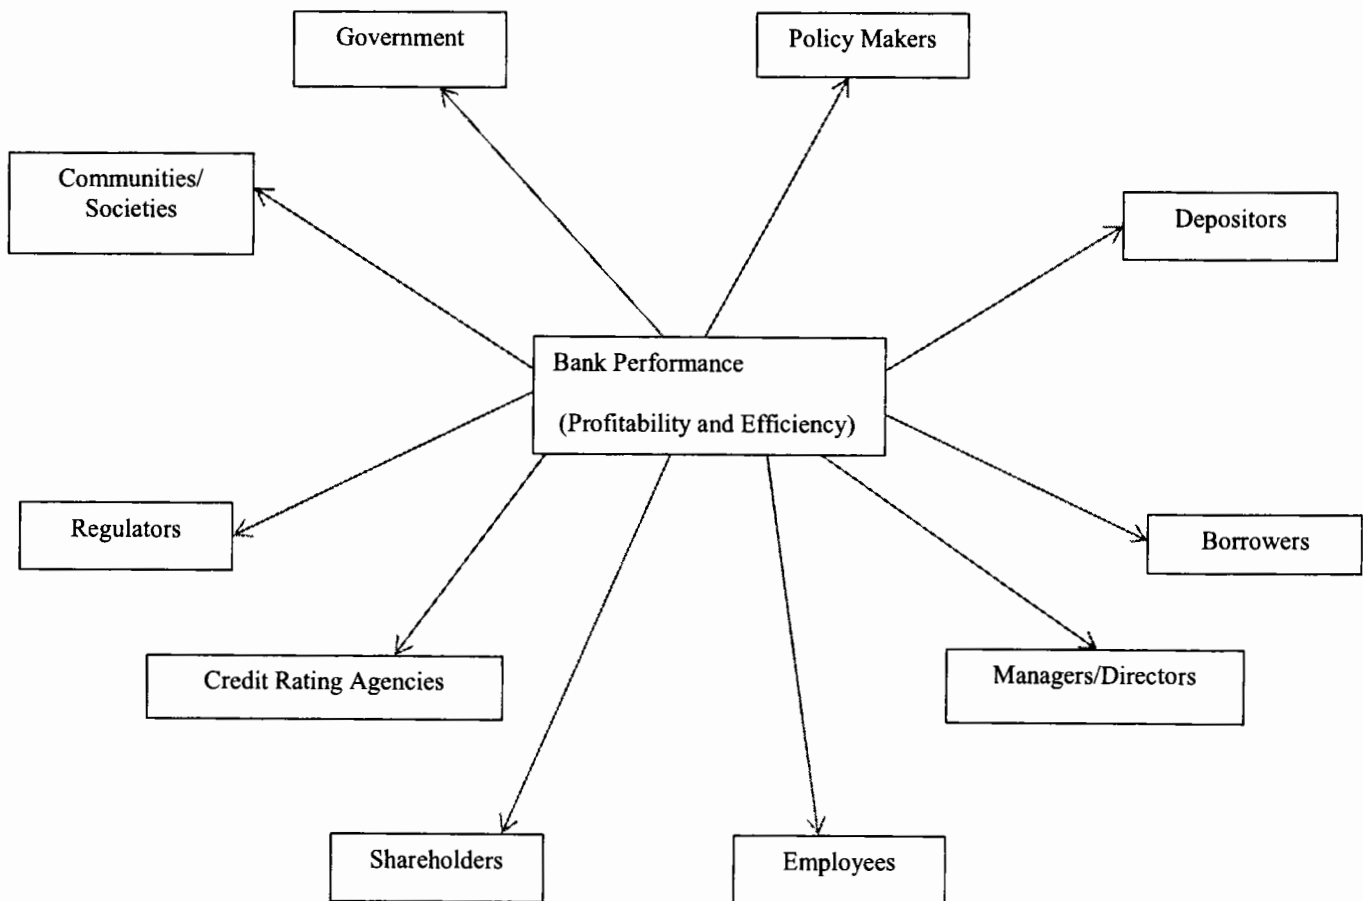 Government
Policy Makers
Communities/
Societies
Depositors
Bank Performance
(Profitability and Efficiency)
Regulators
Borrowers
Credit Rating Agencies
Managers/Directors
Shareholders
Employees